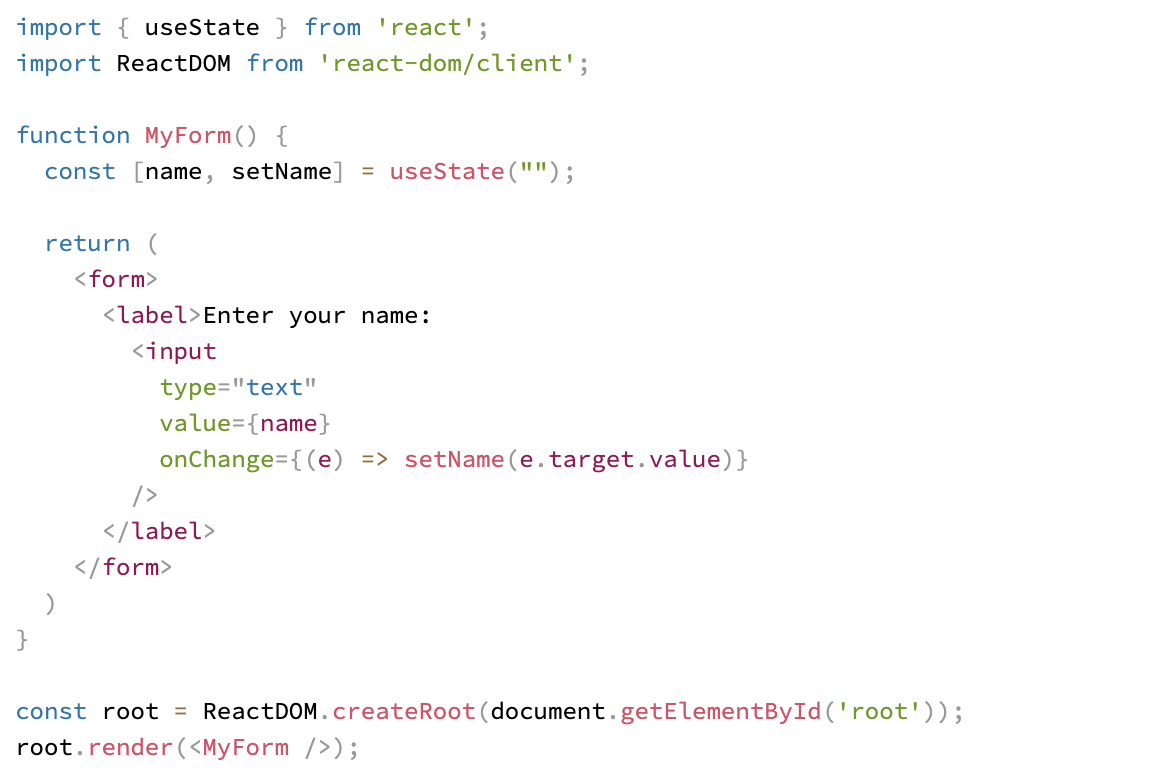 import { useState } from 'react';
import ReactDOM from 'react-dom/client';

function MyForm() {
  const [name, setName] = useState("");

  return (
    <form>
      <label>Enter your name:
        <input
          type="text"
          value={name}
          onChange={(e) => setName(e.target.value)}
        />
      </label>
    </form>
  )
}

const root = ReactDOM.createRoot(document.getElementById('root'));
root.render(<MyForm />);